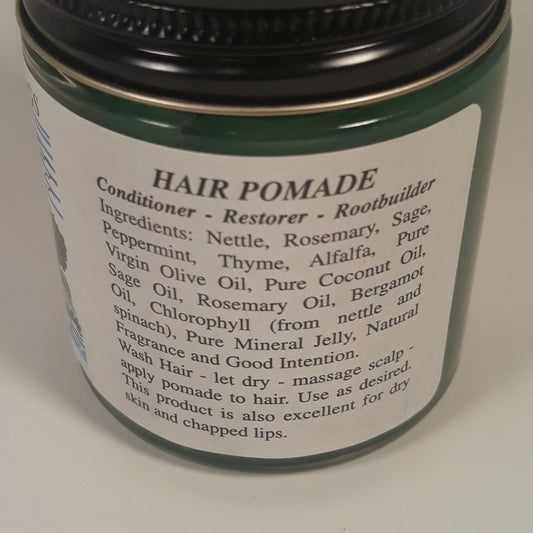 HAIR POMADE
Conditioner - Restorer - Rootbuilder
Ingredients: Nettle, Rosemary, Sage,
Peppermint, Thyme, Alfalfa, Pure
Virgin Olive Oil, Pure Coconut Oil,
Sage Oil, Rosemary Oil, Bergamot
Oil, Chlorophyll (from nettle and
spinach), Pure Mineral Jelly, Natural
Fragrance and Good Intention.
Wash Hair - let dry - massage scalp -
apply pomade to hair. Use as desired.
This product is also excellent for dry
skin and chapped lips.